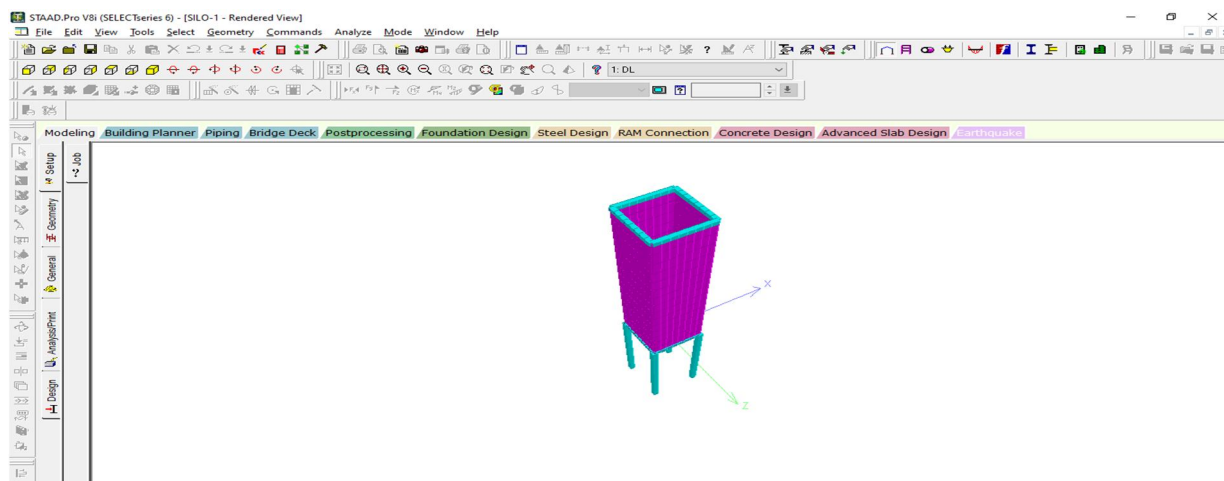 STAAD.Pro V8i (SELECTseries 6) - [SILO-1 - Rendered View]
File Edit View Tools Select Geometry Commands Analyze Mode Window Help
1: DL
Modeling Building Planner Piping Bridge Deck Postprocessing Foundation Design Steel Design RAM Connection Concrete Design Advanced Slab Design Earthquake
Setup
Job
Geometry
General
Analysis/Print
Design
X
Z